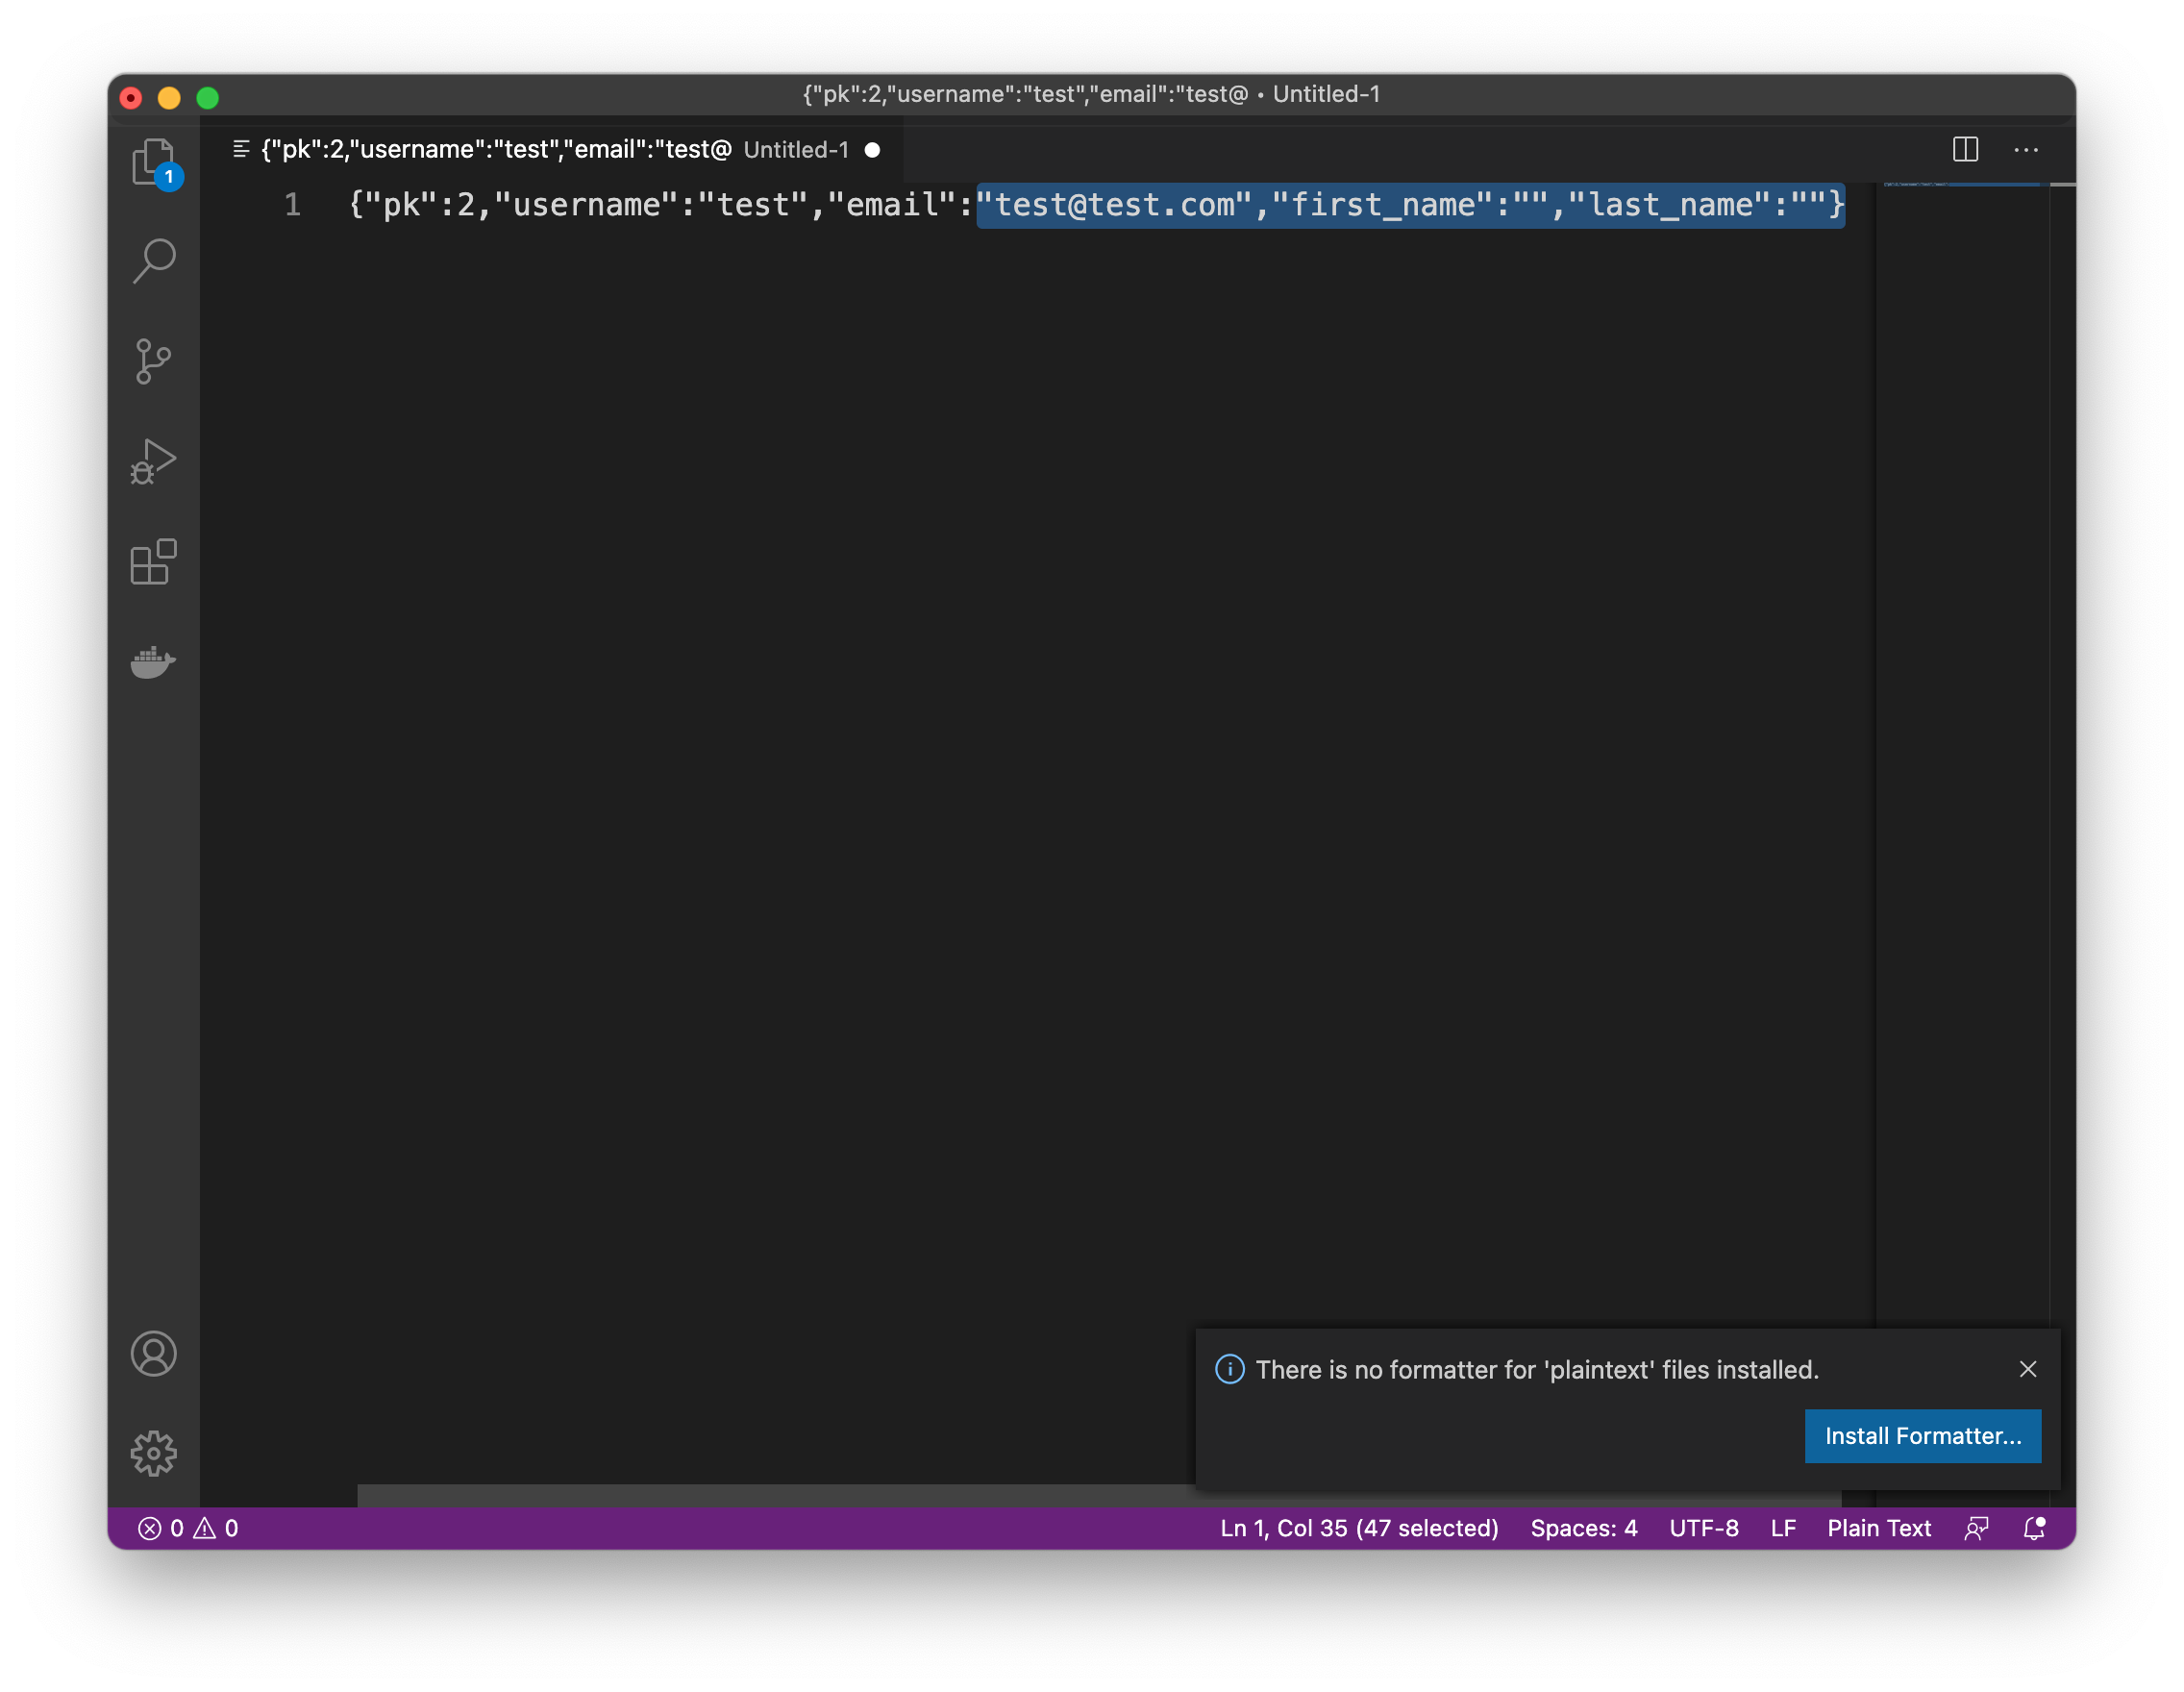 {"pk":2,"username":"test","email":"test@ • Untitled-1
{"pk":2,"username":"test","email":"test@ Untitled-1
1
1 {"pk":2,"username":"test","email":"test@test.com","first_name":"","last_name":""}
There is no formatter for 'plaintext' files installed.
Install Formatter...
0 0 Ln 1, Col 35 (47 selected) Spaces: 4 UTF-8 LF Plain Text